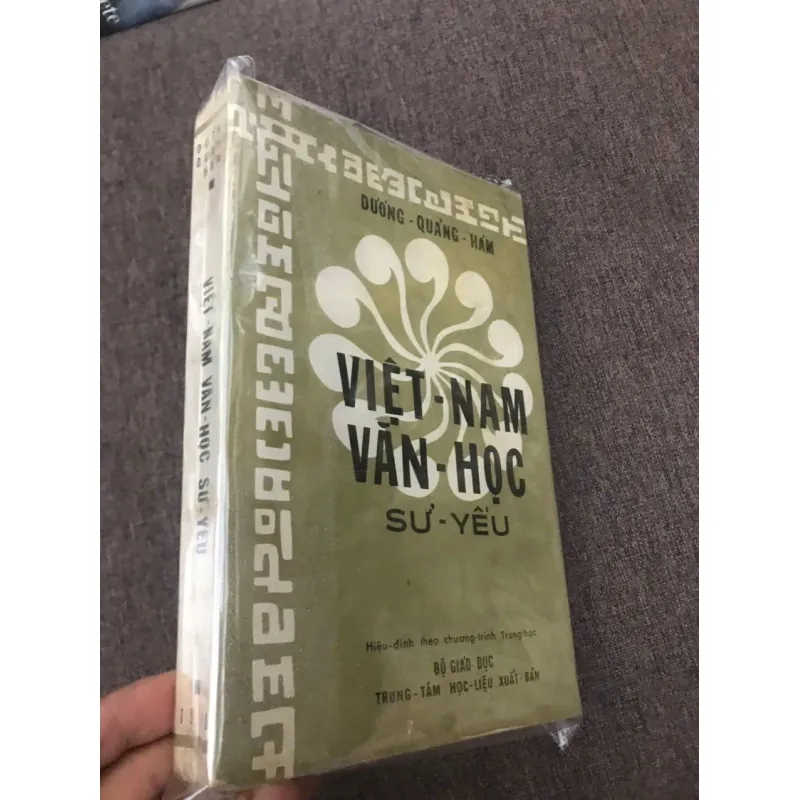 DƯƠNG - QUẢNG - HÀM
VIỆT - NAM
VĂN - HỌC
SỬ - YẾU
Hiệu-đính theo chương-trình Trung-học
BỘ GIÁO DỤC
TRUNG - TÂM HỌC - LIỆU XUẤT - BẢN
VIỆT - NAM VĂN - HỌC SỬ - YẾU